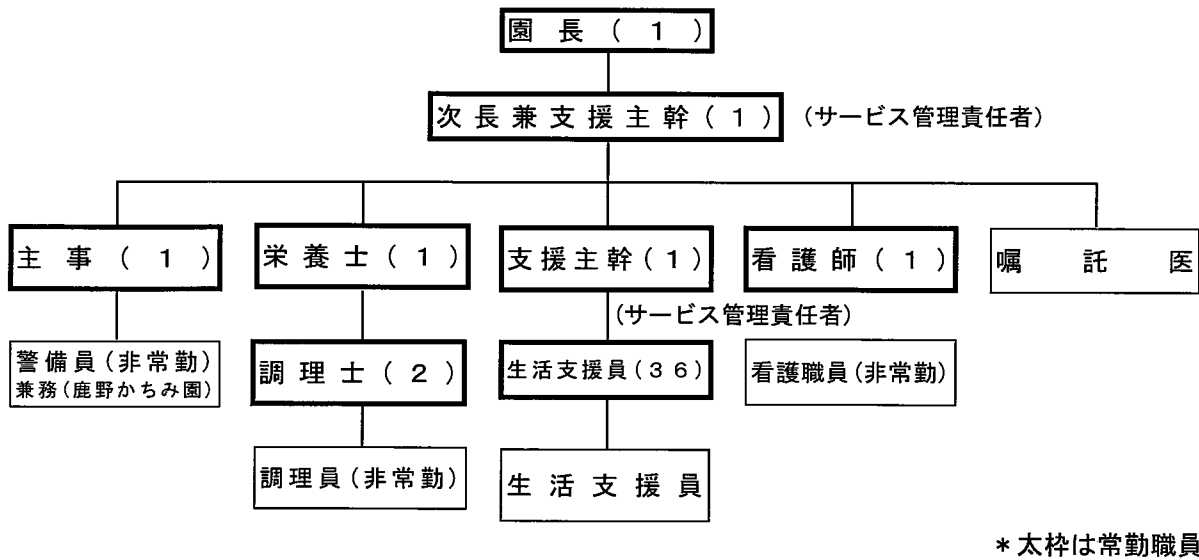 園長(1)
次長兼支援主幹(1) (サービス管理責任者)
主事(1) 栄養士(1) 支援主幹(1) 看護師(1) 嘱託医
(サービス管理責任者)
警備員(非常勤)
兼務(鹿野かちみ園)
調理士(2) 生活支援員(36) 看護職員(非常勤)
調理員(非常勤) 生活支援員
*太枠は常勤職員